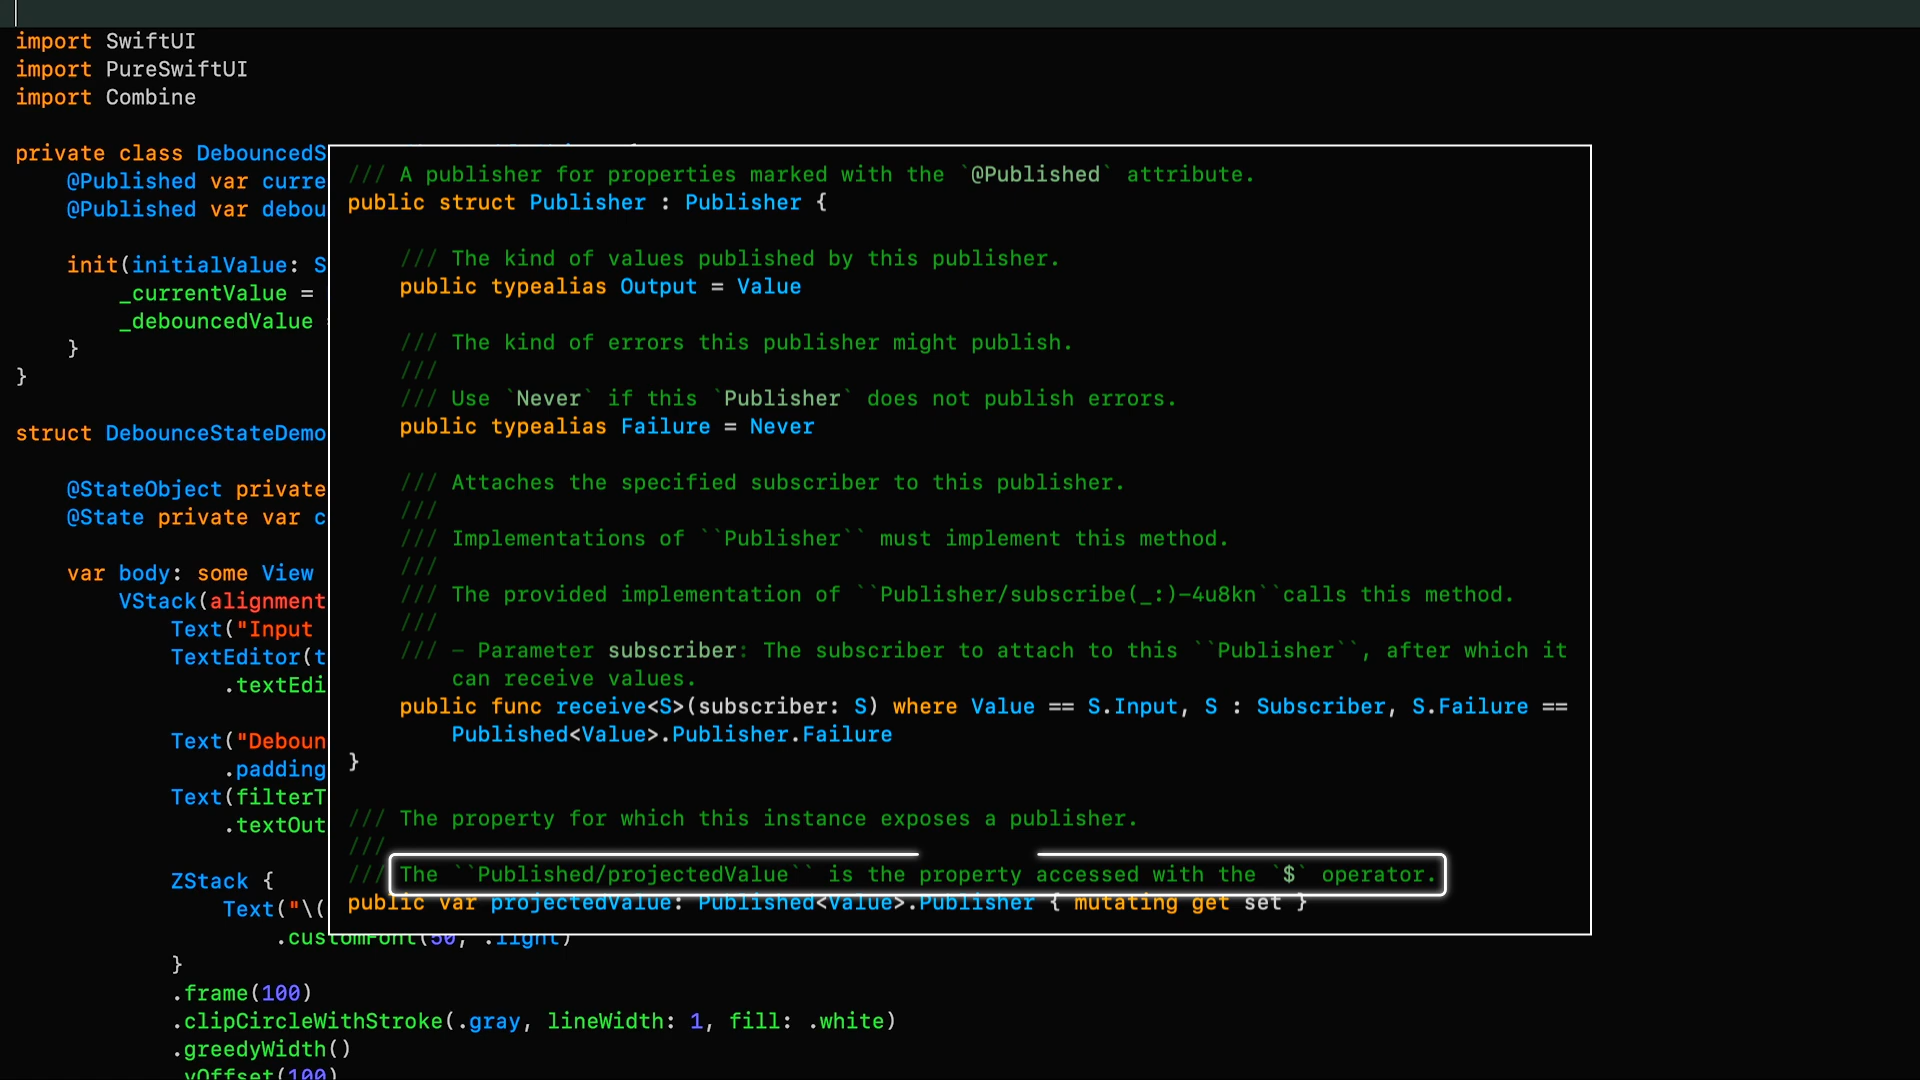 import SwiftUI
import PureSwiftUI
import Combine
private class DebouncedS
@Published var curre
@Published var debou
init(initialValue: S
_currentValue =
_debouncedValue
}
}
struct DebounceStateDemo
@StateObject private
@State private var c
var body: some View
VStack(alignment
Text("Input
TextEditor(t
.textEdi
Text("Deboun
.padding
Text(filterT
.textOut
ZStack {
Text("\(
.customFont(50, .light)
}
.frame(100)
.clipCircleWithStroke(.gray, lineWidth: 1, fill: .white)
.greedyWidth()
.yOffset(100)
/// A publisher for properties marked with the `@Published` attribute.
public struct Publisher : Publisher {
/// The kind of values published by this publisher.
public typealias Output = Value
/// The kind of errors this publisher might publish.
///
/// Use `Never` if this `Publisher` does not publish errors.
public typealias Failure = Never
/// Attaches the specified subscriber to this publisher.
///
/// Implementations of ``Publisher`` must implement this method.
///
/// The provided implementation of ``Publisher/subscribe(_:)-4u8kn``calls this method.
///
/// - Parameter subscriber: The subscriber to attach to this ``Publisher``, after which it
can receive values.
public func receive<S>(subscriber: S) where Value == S.Input, S : Subscriber, S.Failure ==
Published<Value>.Publisher.Failure
}
/// The property for which this instance exposes a publisher.
///
/// The ``Published/projectedValue`` is the property accessed with the `$` operator.
public var projectedValue: Published<Value>.Publisher { mutating get set }